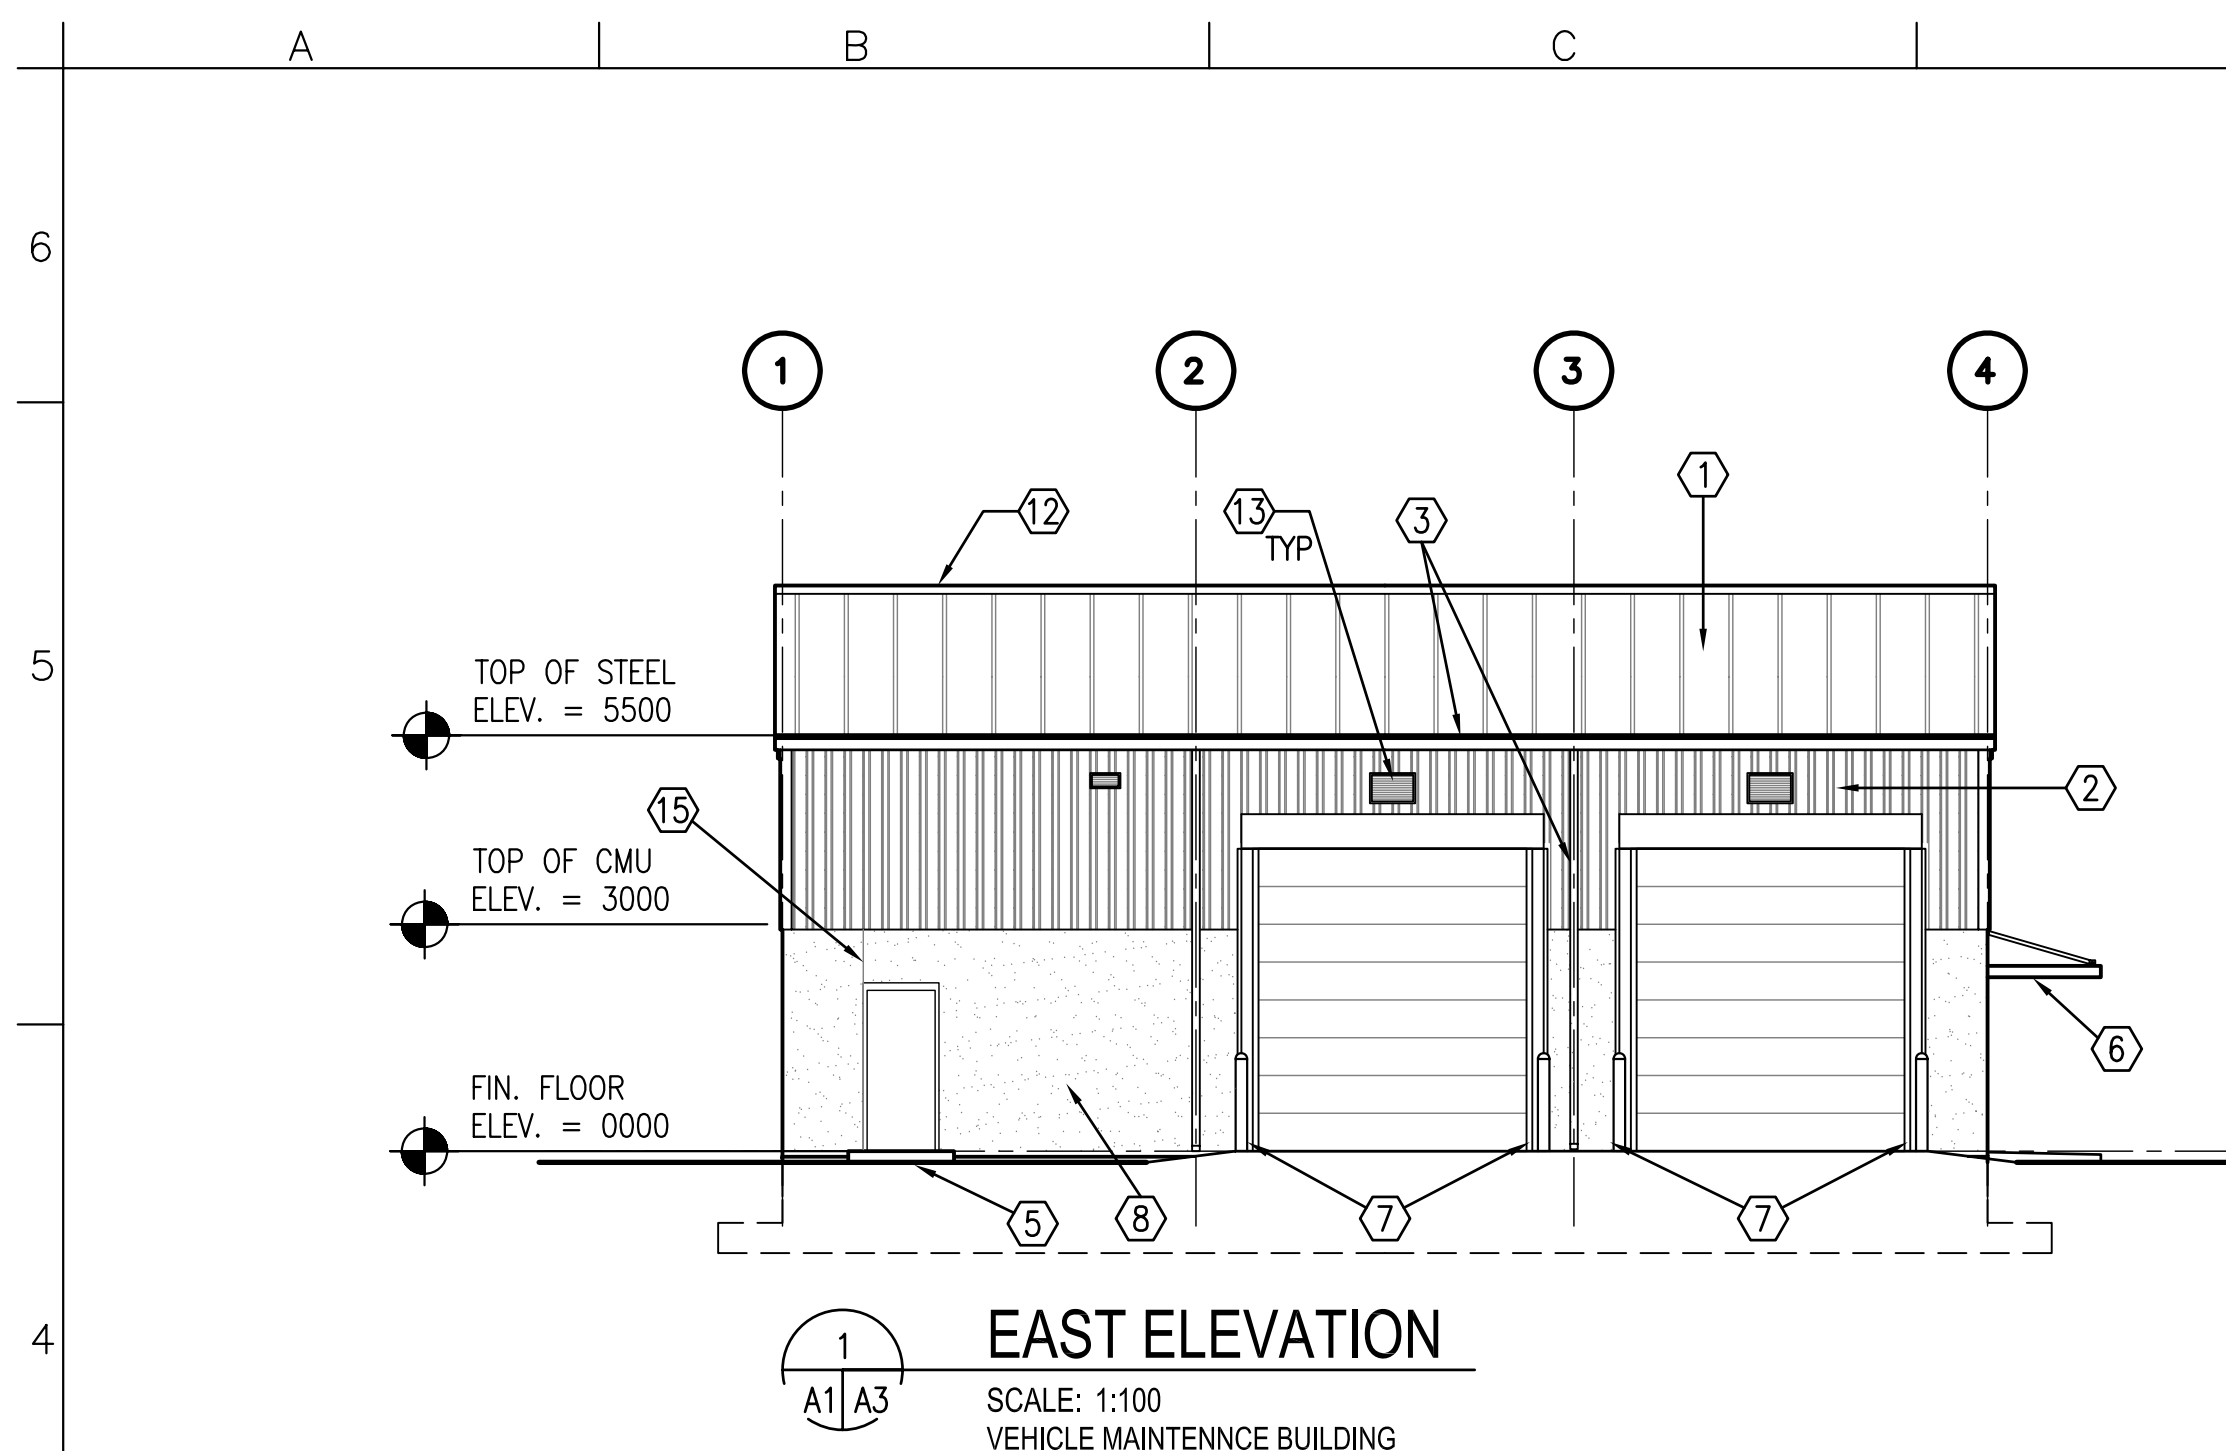 A B C
6
1 2 3 4
1
12 13 3
TYP
5
TOP OF STEEL
ELEV. = 5500
2
15
TOP OF CMU
ELEV. = 3000
6
FIN. FLOOR
ELEV. = 0000
5 8 7 7
4
1
EAST ELEVATION
A1 A3
SCALE: 1:100
VEHICLE MAINTENNCE BUILDING